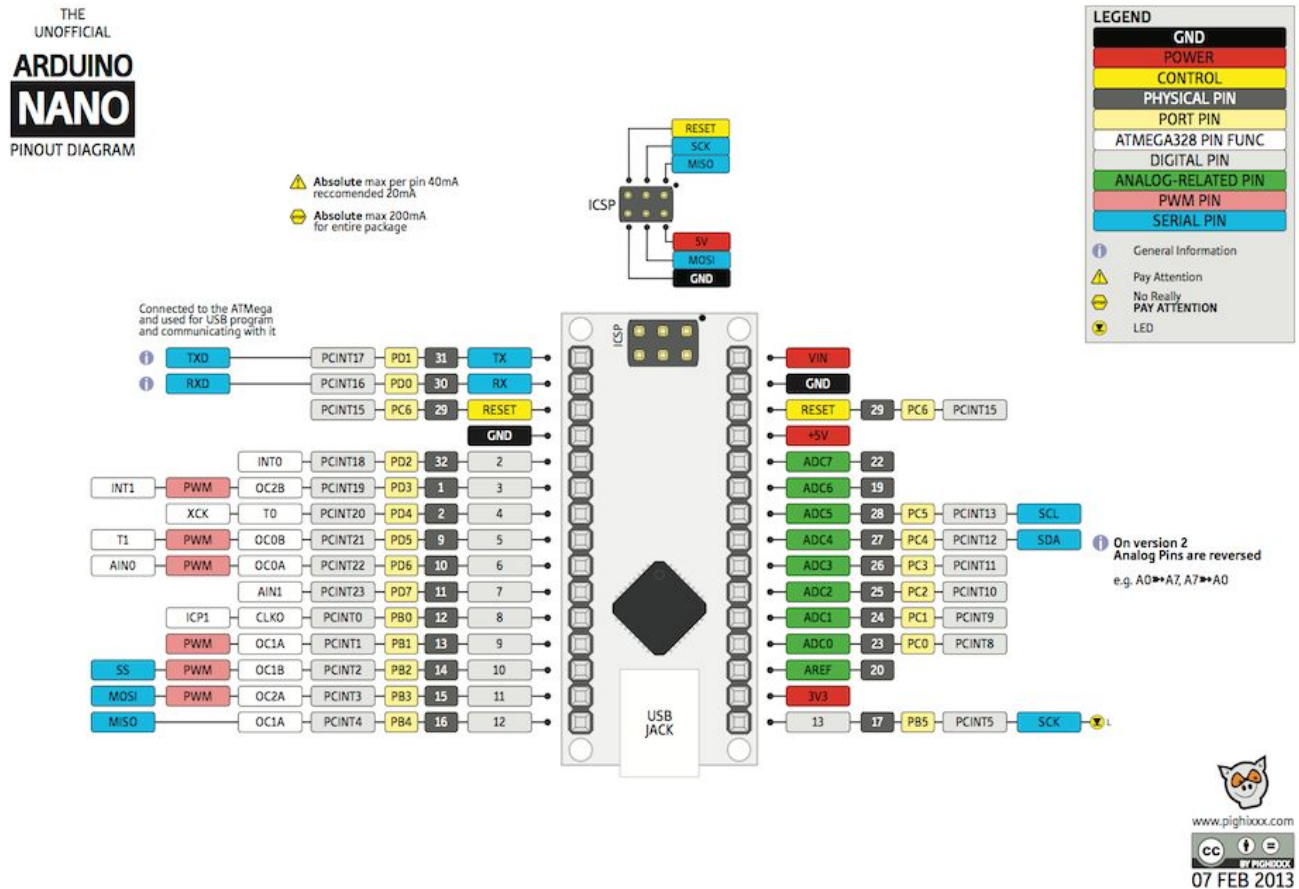 THE
UNOFFICIAL
ARDUINO
NANO
PINOUT DIAGRAM
LEGEND
GND
POWER
CONTROL
PHYSICAL PIN
PORT PIN
ATMEGA328 PIN FUNC
DIGITAL PIN
ANALOG-RELATED PIN
PWM PIN
SERIAL PIN
General Information
Pay Attention
No Really
PAY ATTENTION
LED
Absolute max per pin 40mA
reccomended 20mA
Absolute max 200mA
for entire package
RESET
SCK
MISO
ICSP
5V
MOSI
GND
Connected to the ATMega
and used for USB program
and communicating with it
ICSP
TXD PCINT17 PD1 31 TX
RXD PCINT16 PD0 30 RX
PCINT15 PC6 29 RESET
GND
INT0 PCINT18 PD2 32 2
INT1 PWM OC2B PCINT19 PD3 1 3
XCK T0 PCINT20 PD4 2 4
T1 PWM OC0B PCINT21 PD5 9 5
AIN0 PWM OC0A PCINT22 PD6 10 6
AIN1 PCINT23 PD7 11 7
ICP1 CLKO PCINT0 PB0 12 8
PWM OC1A PCINT1 PB1 13 9
SS PWM OC1B PCINT2 PB2 14 10
MOSI PWM OC2A PCINT3 PB3 15 11
MISO OC1A PCINT4 PB4 16 12
USB
JACK
VIN
GND
RESET 29 PC6 PCINT15
+5V
ADC7 22
ADC6 19
ADC5 28 PC5 PCINT13 SCL
ADC4 27 PC4 PCINT12 SDA
ADC3 26 PC3 PCINT11
ADC2 25 PC2 PCINT10
ADC1 24 PC1 PCINT9
ADC0 23 PC0 PCINT8
AREF 20
3V3
13 17 PB5 PCINT5 SCK L
On version 2
Analog Pins are reversed
e.g. A0➽A7, A7➽A0
www.pighixxx.com
cc
BY PIGHIXXX
07 FEB 2013